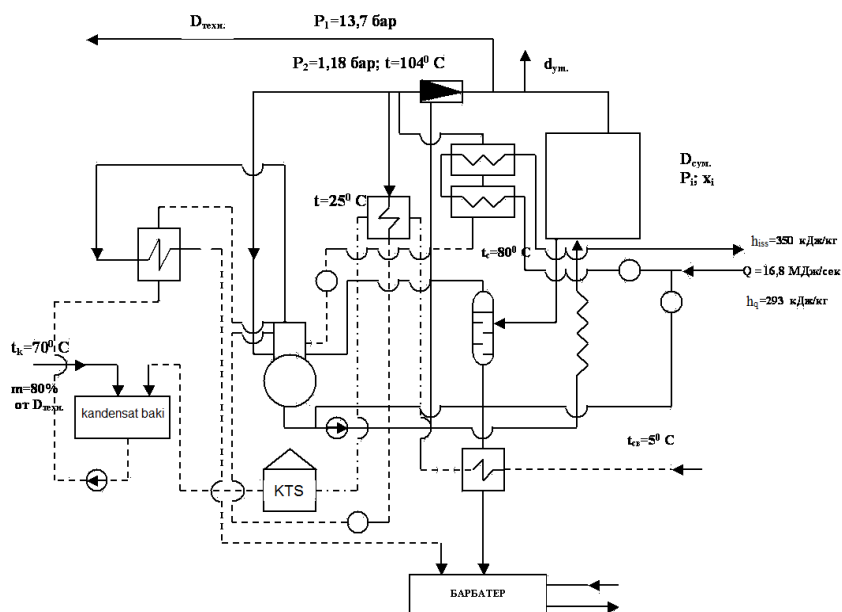 Dтехн.
P1=13,7 бар
P2=1,18 бар; t=104⁰ C
dут.
Dсум.
Pi; xi
t=25⁰ C
tс=80⁰ C
hiss=350 кДж/кг
Q = 16,8 МДж/сек
hq=293 кДж/кг
tk=70⁰ C
m=80%
от Dтехн.
kandensat baki
tсв=5⁰ C
KTS
БАРБАТЕР